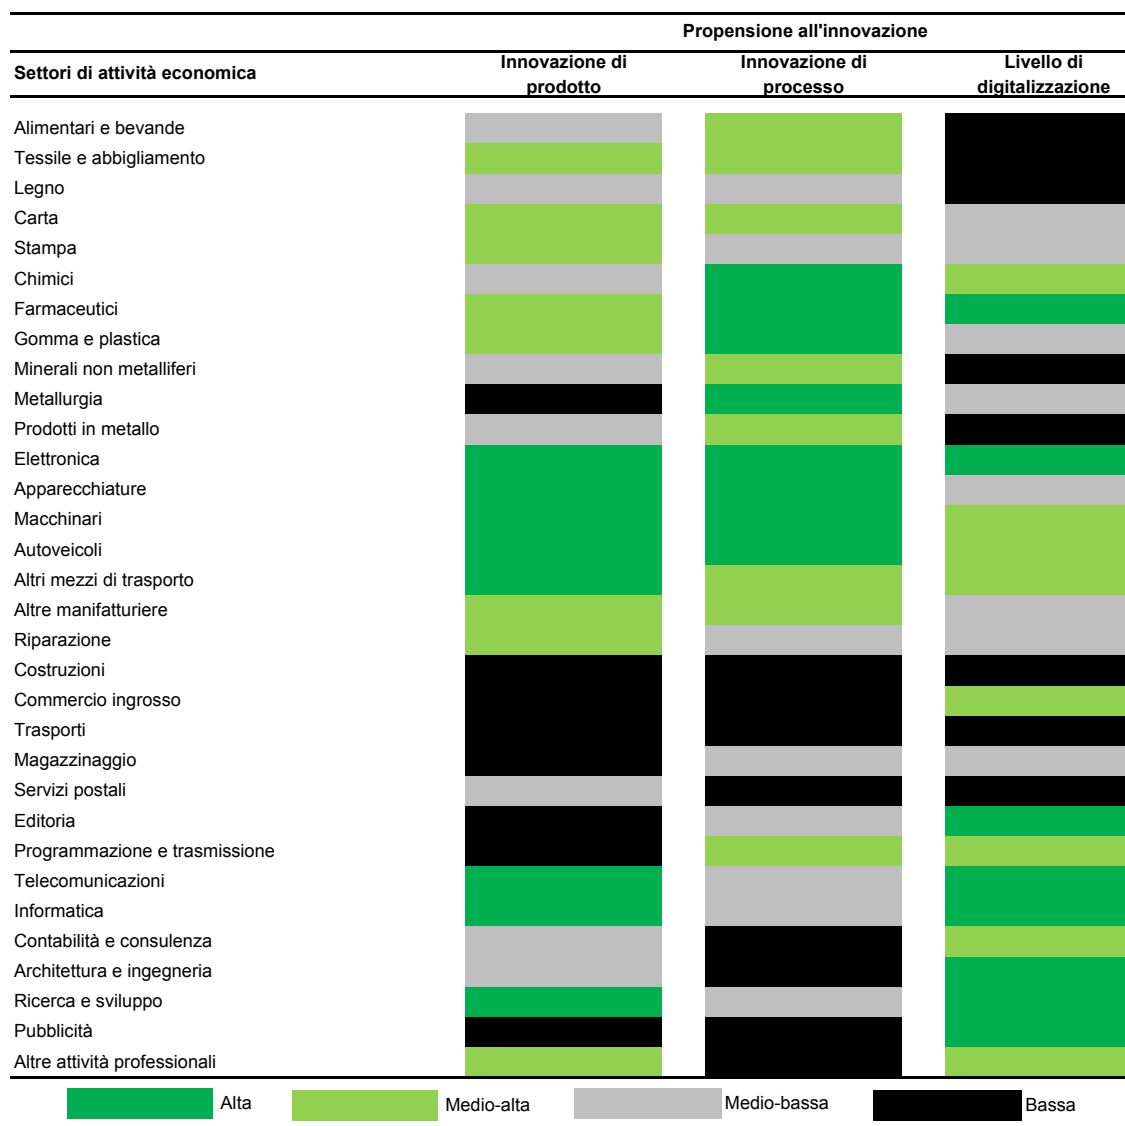 Propensione all'innovazione
Settori di attività economica
Innovazione di
prodotto
Innovazione di
processo
Livello di
digitalizzazione
Alimentari e bevande
Tessile e abbigliamento
Legno
Carta
Stampa
Chimici
Farmaceutici
Gomma e plastica
Minerali non metalliferi
Metallurgia
Prodotti in metallo
Elettronica
Apparecchiature
Macchinari
Autoveicoli
Altri mezzi di trasporto
Altre manifatturiere
Riparazione
Costruzioni
Commercio ingrosso
Trasporti
Magazzinaggio
Servizi postali
Editoria
Programmazione e trasmissione
Telecomunicazioni
Informatica
Contabilità e consulenza
Architettura e ingegneria
Ricerca e sviluppo
Pubblicità
Altre attività professionali
Alta Medio-alta Medio-bassa Bassa